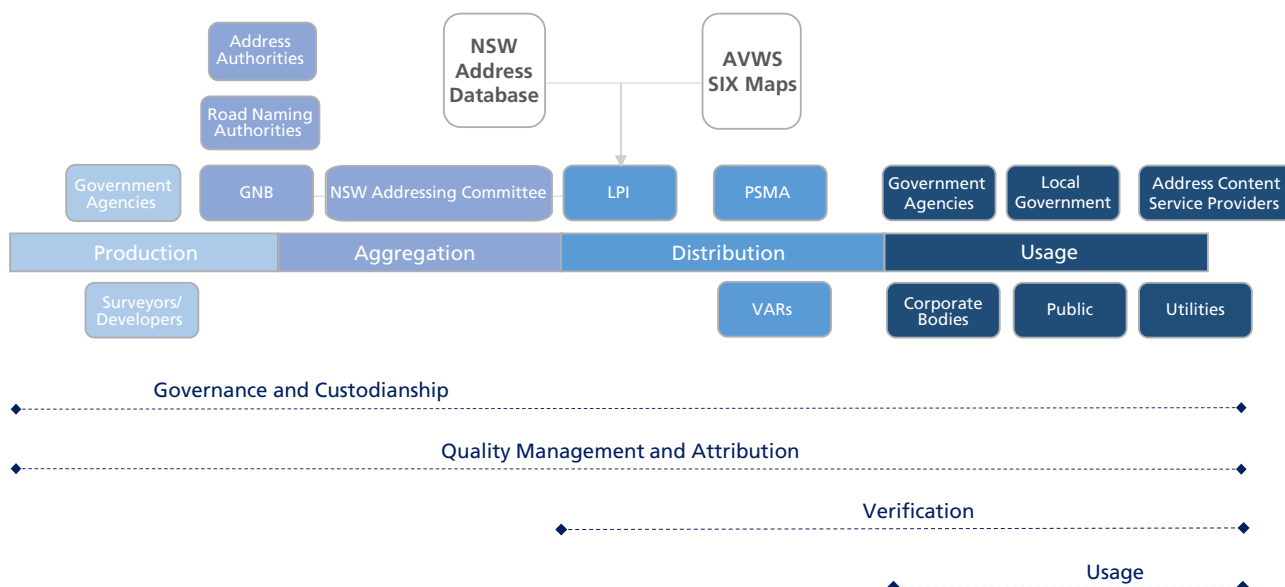 Address
Authorities
NSW
Address
Database
AVWS
SIX Maps
Road Naming
Authorities
Government
Agencies
GNB
NSW Addressing Committee
LPI
PSMA
Government
Agencies
Local
Government
Address Content
Service Providers
Production
Aggregation
Distribution
Usage
Surveyors/
Developers
VARs
Corporate
Bodies
Public
Utilities
Governance and Custodianship
Quality Management and Attribution
Verification
Usage